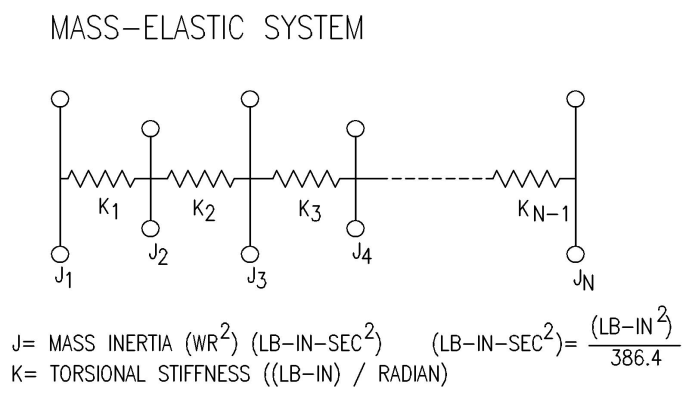 MASS-ELASTIC SYSTEM
K1 K2 K3 KN-1
J1 J2 J3 J4 JN
J= MASS INERTIA (WR²) (LB-IN-SEC²) (LB-IN-SEC²)= (LB-IN²) / 386.4
K= TORSIONAL STIFFNESS ((LB-IN) / RADIAN)